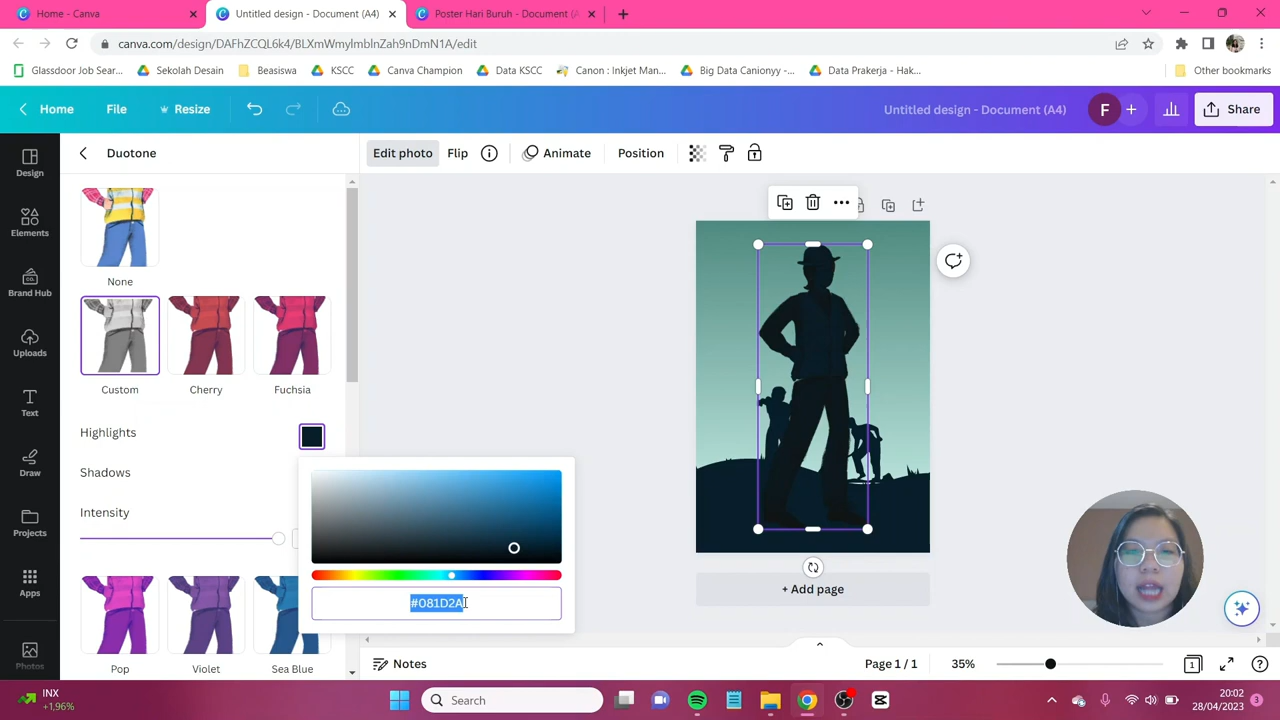 Home - Canva
Untitled design - Document (A4)
Poster Hari Buruh - Document (A
canva.com/design/DAFhZCQL6k4/BLXmWmylmblnZah9nDmN1A/edit
Glassdoor Job Sear...
Sekolah Desain
Beasiswa
KSCC
Canva Champion
Data KSCC
Canon : Inkjet Man...
Big Data Canionyy -...
Data Prakerja - Hak...
Other bookmarks
Home
File
Resize
Untitled design - Document (A4)
F
Share
Design
Elements
Brand Hub
Uploads
Text
Draw
Projects
Apps
Photos
Duotone
None
Custom
Cherry
Fuchsia
Highlights
Shadows
Intensity
Pop
Violet
Sea Blue
#081D2A
Edit photo
Flip
Animate
Position
+ Add page
Notes
Page 1 / 1
35%
1
INX
+1,96%
Search
20:02
28/04/2023
3